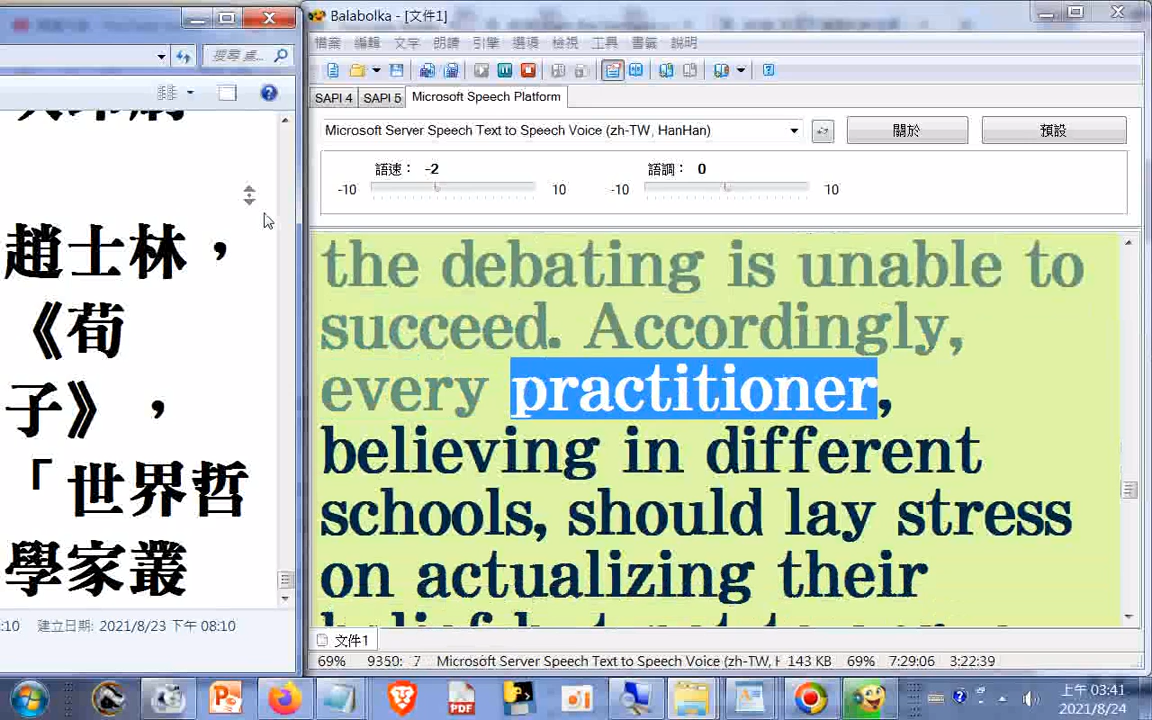 搜尋桌...
趙士林，
《荀
子》，
「世界哲
學家叢
:10 建立日期: 2021/8/23 下午 08:10
Balabolka - [文件1]
檔案 編輯 文字 朗讀 引擎 選項 檢視 工具 書籤 說明
SAPI 4 SAPI 5 Microsoft Speech Platform
Microsoft Server Speech Text to Speech Voice (zh-TW, HanHan) 關於 預設
語速： -2 語調： 0
-10 10 -10 10
the debating is unable to
succeed. Accordingly,
every practitioner,
believing in different
schools, should lay stress
on actualizing their
文件1
69% 9350: 7 Microsoft Server Speech Text to Speech Voice (zh-TW, H 143 KB 69% 7:29:06 3:22:39
PDF
上午 03:41
2021/8/24